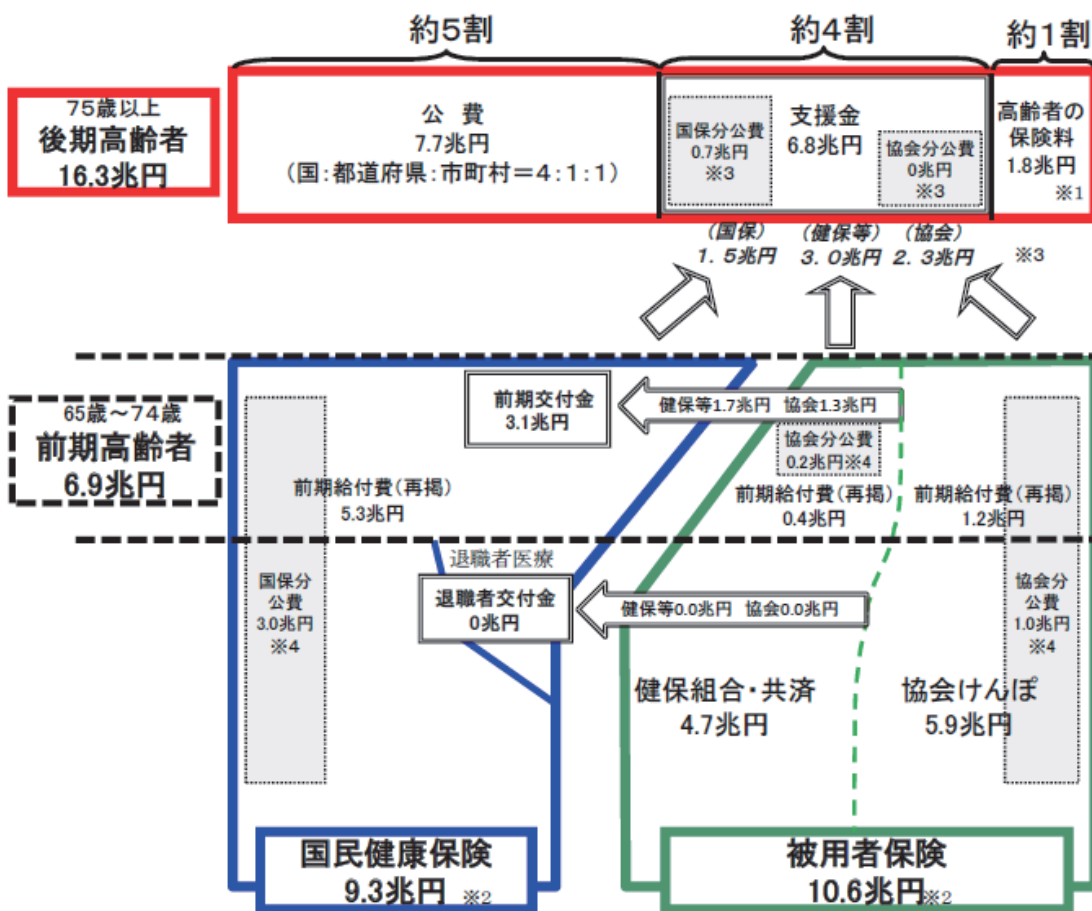 約5割
約4割
約1割
75歳以上
後期高齢者
16.3兆円
公 費
7.7兆円
(国:都道府県:市町村=4:1:1)
国保分公費
0.7兆円
※3
支援金
6.8兆円
協会分公費
0兆円
※3
高齢者の
保険料
1.8兆円
※1
(国保)
1.5兆円
(健保等)
3.0兆円
(協会)
2.3兆円
※3
65歳~74歳
前期高齢者
6.9兆円
前期交付金
3.1兆円
健保等1.7兆円 協会1.3兆円
協会分公費
0.2兆円※4
前期給付費(再掲)
5.3兆円
前期給付費(再掲)
0.4兆円
前期給付費(再掲)
1.2兆円
退職者医療
退職者交付金
0兆円
健保等0.0兆円 協会0.0兆円
国保分
公費
3.0兆円
※4
協会分
公費
1.0兆円
※4
健保組合・共済
4.7兆円
協会けんぽ
5.9兆円
国民健康保険
9.3兆円 ※2
被用者保険
10.6兆円※2